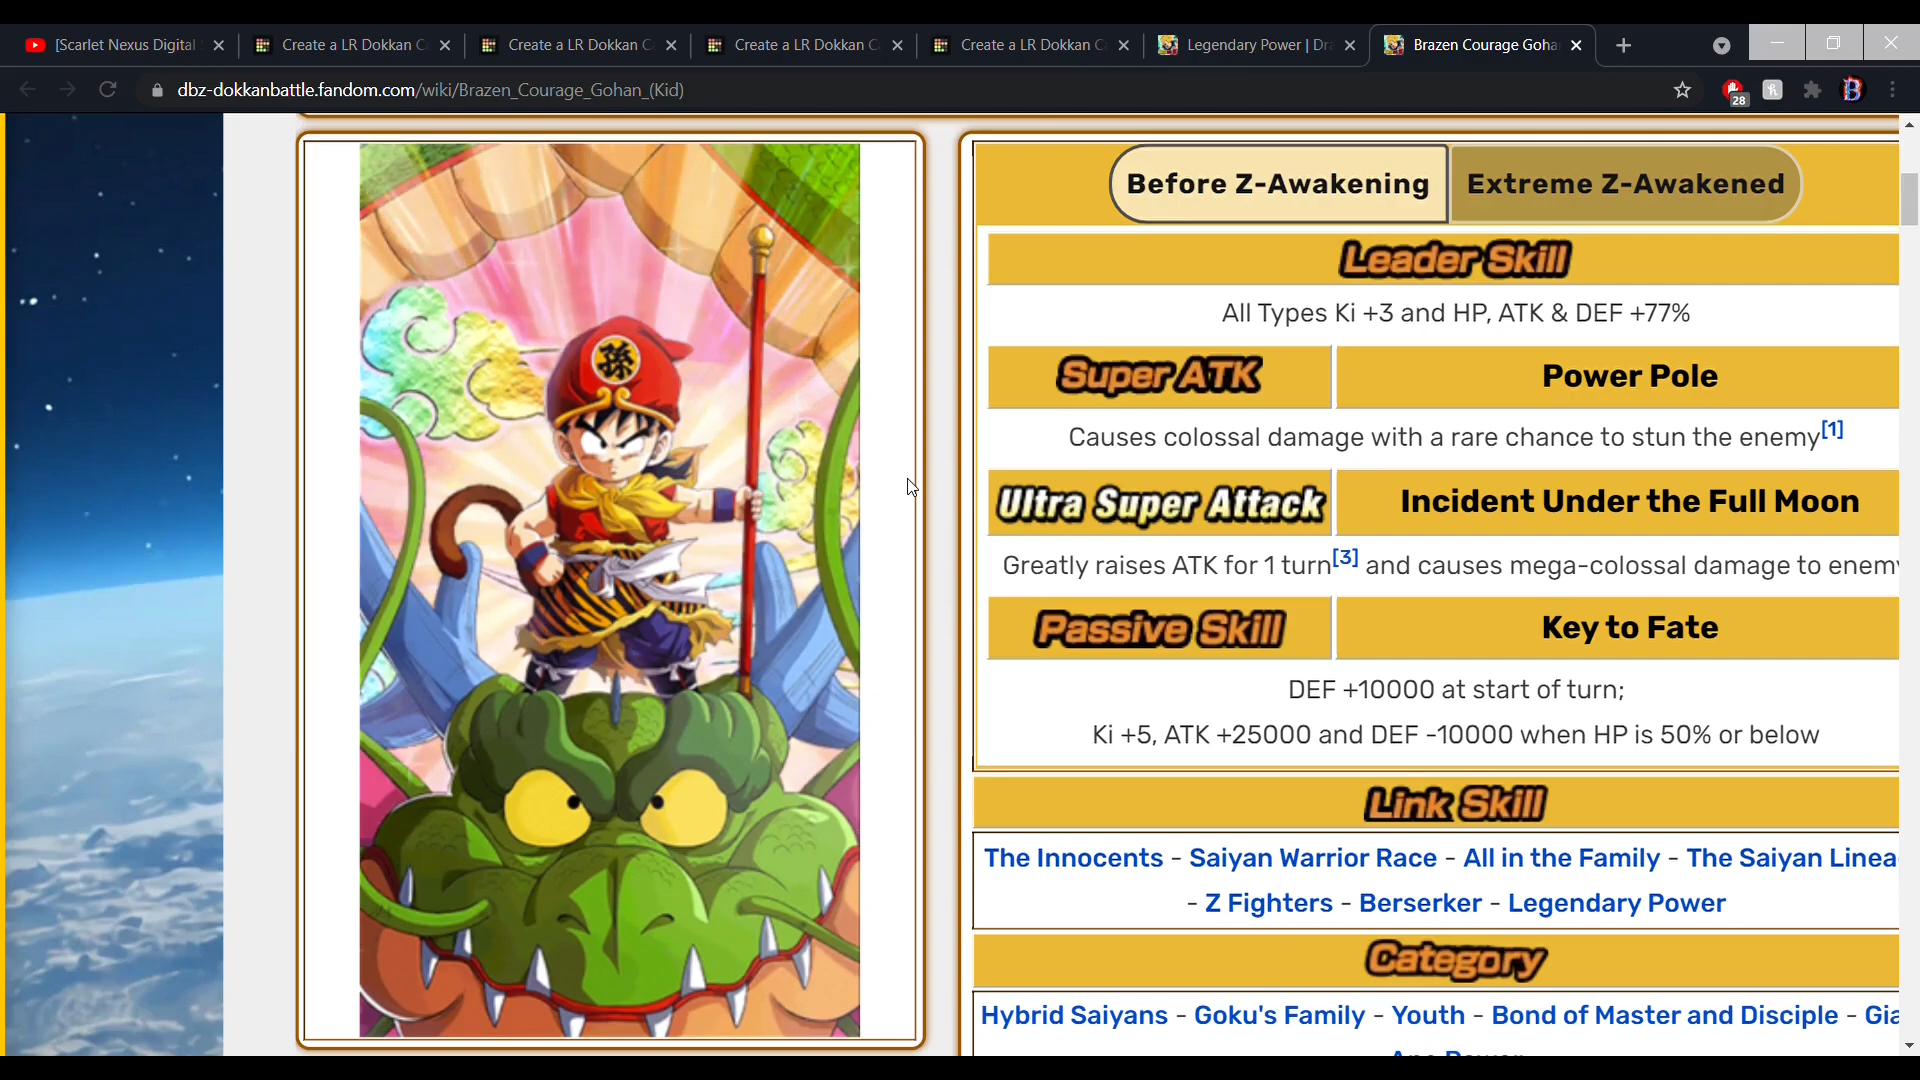 [Scarlet Nexus Digital
Create a LR Dokkan C
Create a LR Dokkan C
Create a LR Dokkan C
Create a LR Dokkan C
Legendary Power | Dr
Brazen Courage Goha
dbz-dokkanbattle.fandom.com/wiki/Brazen_Courage_Gohan_(Kid)
28
孫
Before Z-Awakening
Extreme Z-Awakened
Leader Skill
All Types Ki +3 and HP, ATK & DEF +77%
Super ATK
Power Pole
Causes colossal damage with a rare chance to stun the enemy[1]
Ultra Super Attack
Incident Under the Full Moon
Greatly raises ATK for 1 turn[3] and causes mega-colossal damage to enem
Passive Skill
Key to Fate
DEF +10000 at start of turn;
Ki +5, ATK +25000 and DEF -10000 when HP is 50% or below
Link Skill
The Innocents - Saiyan Warrior Race - All in the Family - The Saiyan Linea
- Z Fighters - Berserker - Legendary Power
Category
Hybrid Saiyans - Goku's Family - Youth - Bond of Master and Disciple - Gia